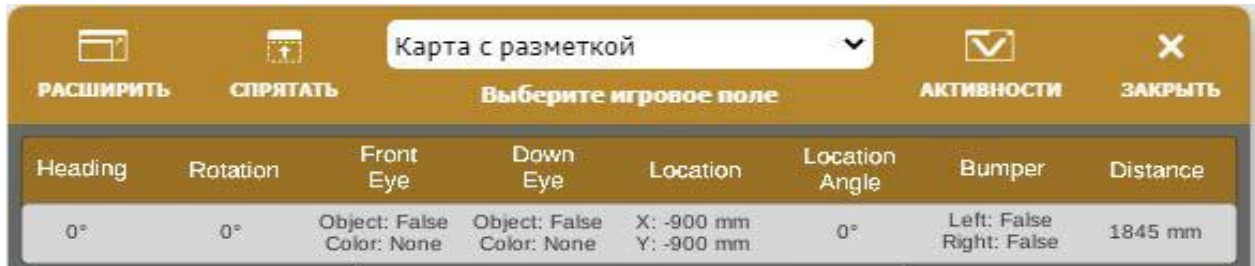 Карта с разметкой
РАСШИРИТЬ СПРЯТАТЬ Выберите игровое поле АКТИВНОСТИ ЗАКРЫТЬ
Heading Rotation Front Eye Down Eye Location Location Angle Bumper Distance
0° 0° Object: False Color: None Object: False Color: None X: -900 mm Y: -900 mm 0° Left: False Right: False 1845 mm